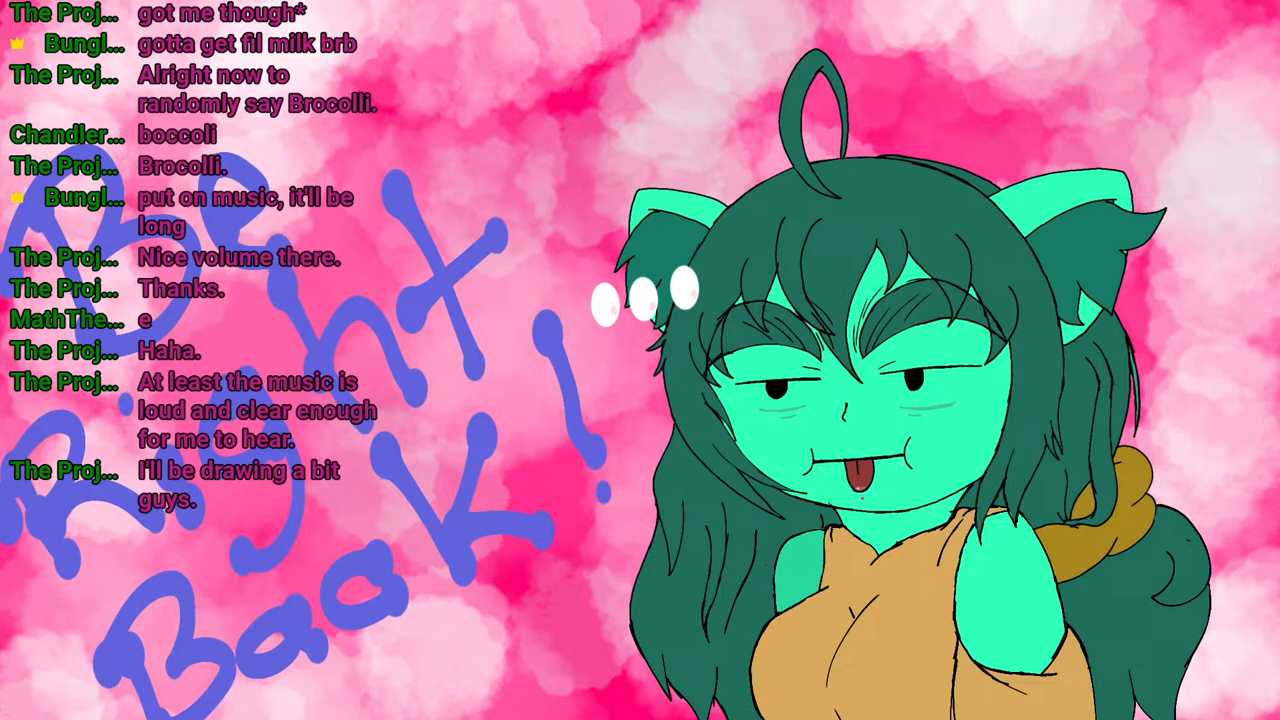 The Proj... got me though*
Bungl... gotta get fil milk brb
The Proj... Alright now to
randomly say Brocolli.
Chandler... boccoli
The Proj... Brocolli.
Bungl... put on music, it'll be
long
The Proj... Nice volume there.
The Proj... Thanks.
MathThe... e
The Proj... Haha.
The Proj... At least the music is
loud and clear enough
for me to hear.
The Proj... I'll be drawing a bit
guys.
Be
Right
Back!